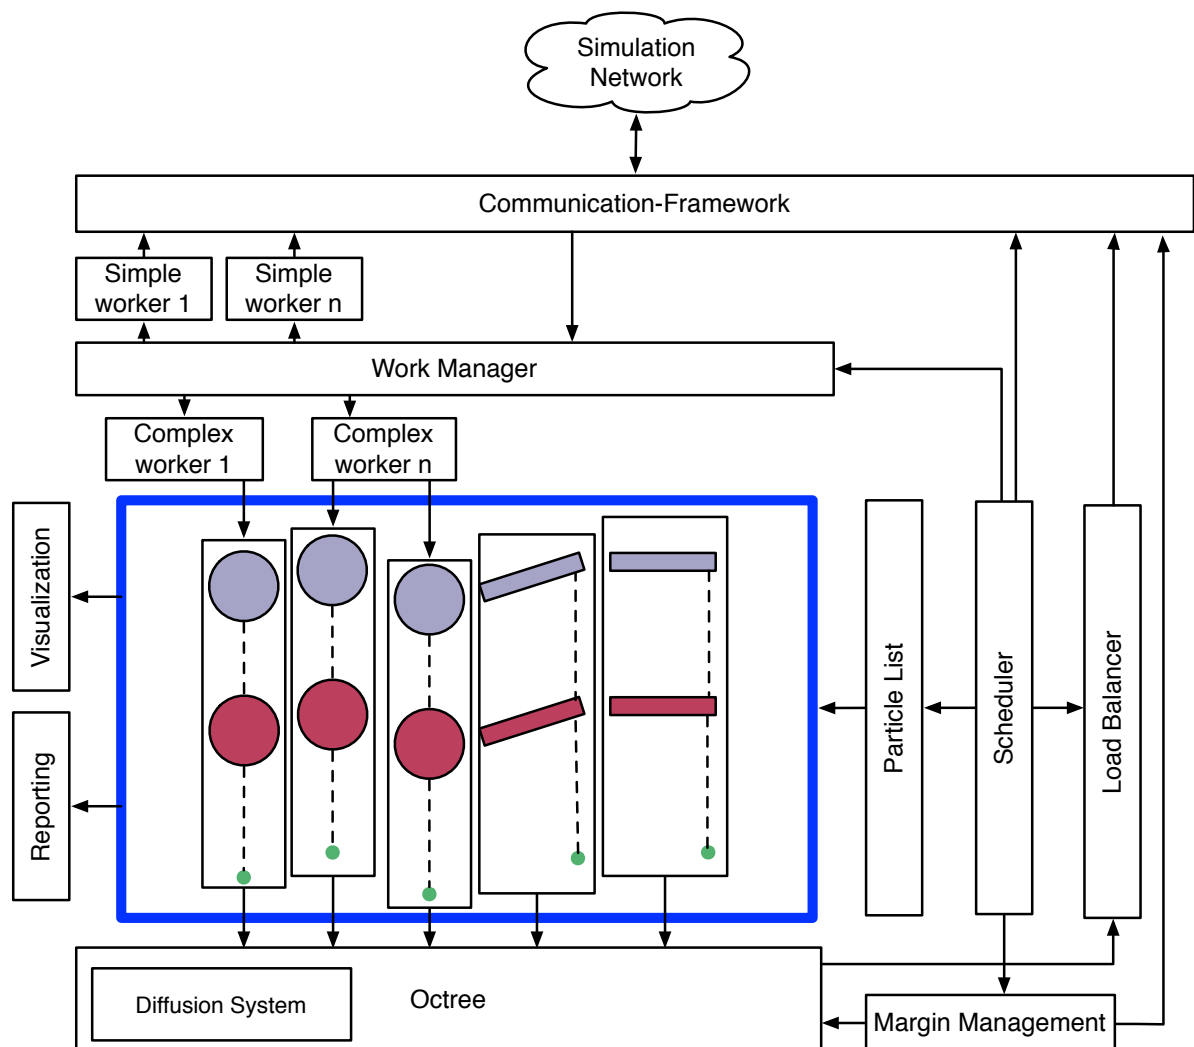 Simulation
Network
Communication-Framework
Simple
worker 1
Simple
worker n
Work Manager
Complex
worker 1
Complex
worker n
Visualization
Reporting
Particle List
Scheduler
Load Balancer
Diffusion System
Octree
Margin Management